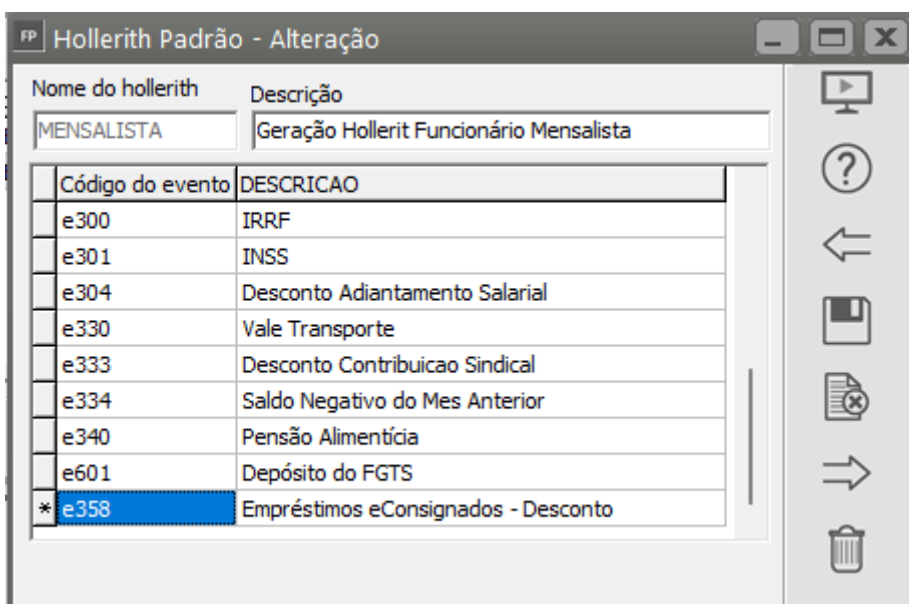 FP Hollerith Padrão - Alteração
Nome do hollerith Descrição
MENSALISTA Geração Hollerit Funcionário Mensalista
Código do evento DESCRICAO
e300 IRRF
e301 INSS
e304 Desconto Adiantamento Salarial
e330 Vale Transporte
e333 Desconto Contribuicao Sindical
e334 Saldo Negativo do Mes Anterior
e340 Pensão Alimentícia
e601 Depósito do FGTS
* e358 Empréstimos eConsignados - Desconto